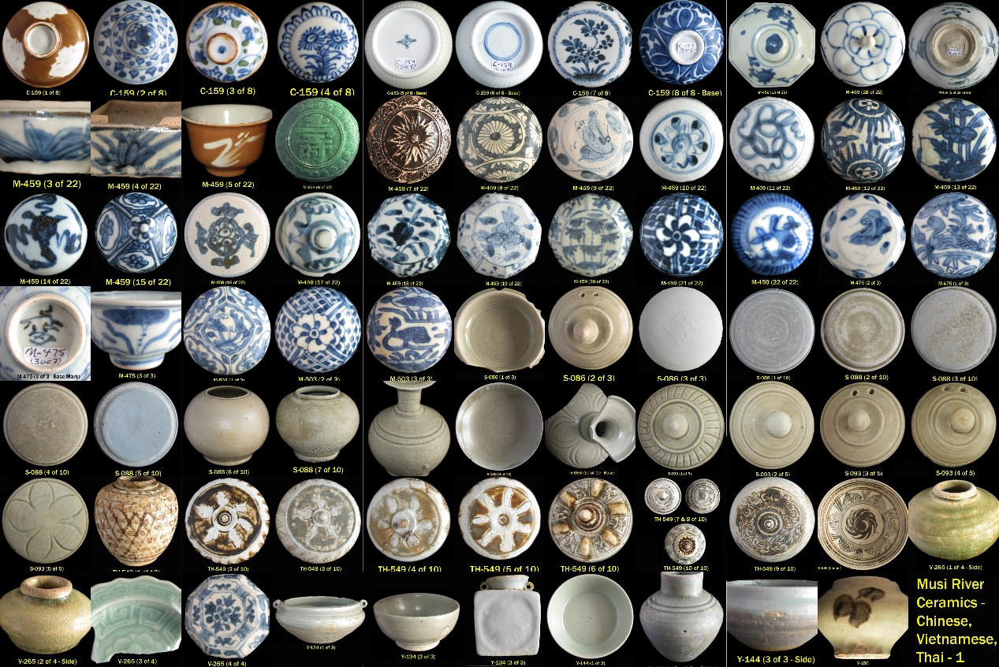 C-159 (1 of 8)
C-159 (2 of 8)
C-159 (3 of 8)
C-159 (4 of 8)
C-159 (5 of 8 - Base)
C-159 (6 of 8 - Base)
C-159 (7 of 8)
C-159 (8 of 8 - Base)
M-459 (1B of 22)
M-459 (3 of 22)
M-459 (4 of 22)
M-459 (5 of 22)
M-459 (6 of 22)
M-459 (7 of 22)
M-459 (8 of 22)
M-459 (9 of 22)
M-459 (10 of 22)
M-459 (11 of 22)
M-459 (12 of 22)
M-459 (13 of 22)
M-459 (14 of 22)
M-459 (15 of 22)
M-459 (16 of 22)
M-459 (17 of 22)
M-459 (18 of 22)
M-459 (19 of 22)
M-459 (20 of 22)
M-459 (21 of 22)
M-459 (22 of 22)
M-475 (2 of 3)
M-475 (1 of 3)
M-475
(3 of 3)
M-475 (3 of 3 - Base Mark)
M-475 (3 of 3)
M-503 (1 of 3)
M-503 (2 of 3)
M-503 (3 of 3)
S-086 (1 of 3)
S-086 (2 of 3)
S-086 (3 of 3)
S-088 (1 of 10)
S-088 (2 of 10)
S-088 (3 of 10)
S-088 (4 of 10)
S-088 (5 of 10)
S-088 (6 of 10)
S-088 (7 of 10)
S-088 (10 of 10 - Base)
S-093 (1 of 5)
S-093 (2 of 5)
S-093 (3 of 5)
S-093 (4 of 5)
S-093 (5 of 5)
TH-549 (1 of 10)
TH-549 (2 of 10)
TH-549 (3 of 10)
TH-549 (4 of 10)
TH-549 (5 of 10)
TH-549 (6 of 10)
TH-549 (7 & 8 of 10)
TH-549 (10 of 10)
TH-549 (9 of 10)
V-265 (1 of 4 - Side)
V-265 (2 of 4 - Side)
V-265 (3 of 4)
V-265 (4 of 4)
Y-134 (1 of 3)
Y-134 (2 of 3)
Y-134 (3 of 3)
Y-144 (1 of 3)
Y-144 (3 of 3 - Side)
Y-156
Musi River
Ceramics -
Chinese,
Vietnamese,
Thai - 1